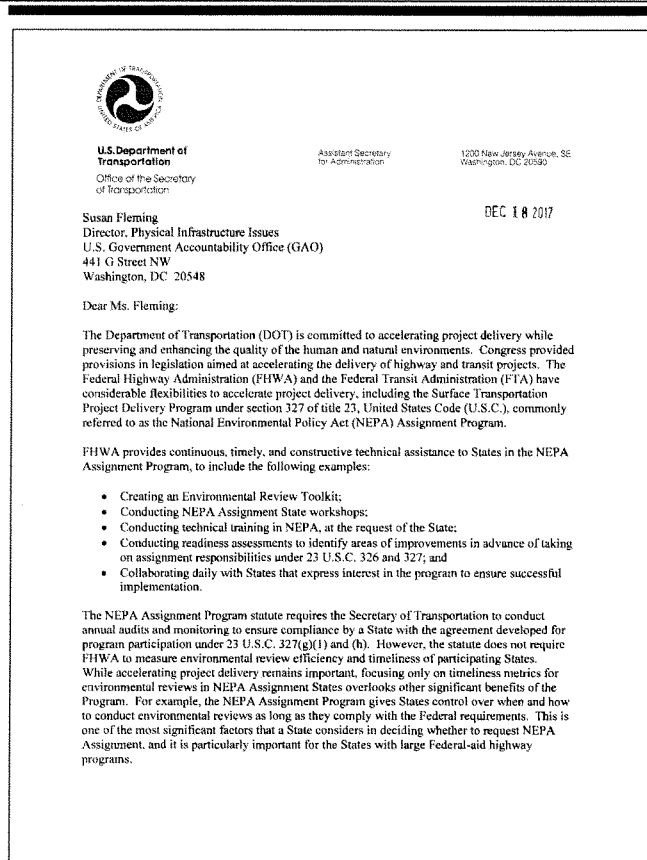 DEPARTMENT OF TRANSPORTATION
UNITED STATES OF AMERICA
U.S. Department of
Transportation
Office of the Secretary
of Transportation
Assistant Secretary
for Administration
1200 New Jersey Avenue, SE
Washington, DC 20590
DEC 18 2017
Susan Fleming
Director, Physical Infrastructure Issues
U.S. Government Accountability Office (GAO)
441 G Street NW
Washington, DC 20548
Dear Ms. Fleming:
The Department of Transportation (DOT) is committed to accelerating project delivery while
preserving and enhancing the quality of the human and natural environments. Congress provided
provisions in legislation aimed at accelerating the delivery of highway and transit projects. The
Federal Highway Administration (FHWA) and the Federal Transit Administration (FTA) have
considerable flexibilities to accelerate project delivery, including the Surface Transportation
Project Delivery Program under section 327 of title 23, United States Code (U.S.C.), commonly
referred to as the National Environmental Policy Act (NEPA) Assignment Program.
FHWA provides continuous, timely, and constructive technical assistance to States in the NEPA
Assignment Program, to include the following examples:
• Creating an Environmental Review Toolkit;
• Conducting NEPA Assignment State workshops;
• Conducting technical training in NEPA, at the request of the State;
• Conducting readiness assessments to identify areas of improvements in advance of taking
on assignment responsibilities under 23 U.S.C. 326 and 327; and
• Collaborating daily with States that express interest in the program to ensure successful
implementation.
The NEPA Assignment Program statute requires the Secretary of Transportation to conduct
annual audits and monitoring to ensure compliance by a State with the agreement developed for
program participation under 23 U.S.C. 327(g)(1) and (h). However, the statute does not require
FHWA to measure environmental review efficiency and timeliness of participating States.
While accelerating project delivery remains important, focusing only on timeliness metrics for
environmental reviews in NEPA Assignment States overlooks other significant benefits of the
Program. For example, the NEPA Assignment Program gives States control over when and how
to conduct environmental reviews as long as they comply with the Federal requirements. This is
one of the most significant factors that a State considers in deciding whether to request NEPA
Assignment, and it is particularly important for the States with large Federal-aid highway
programs.